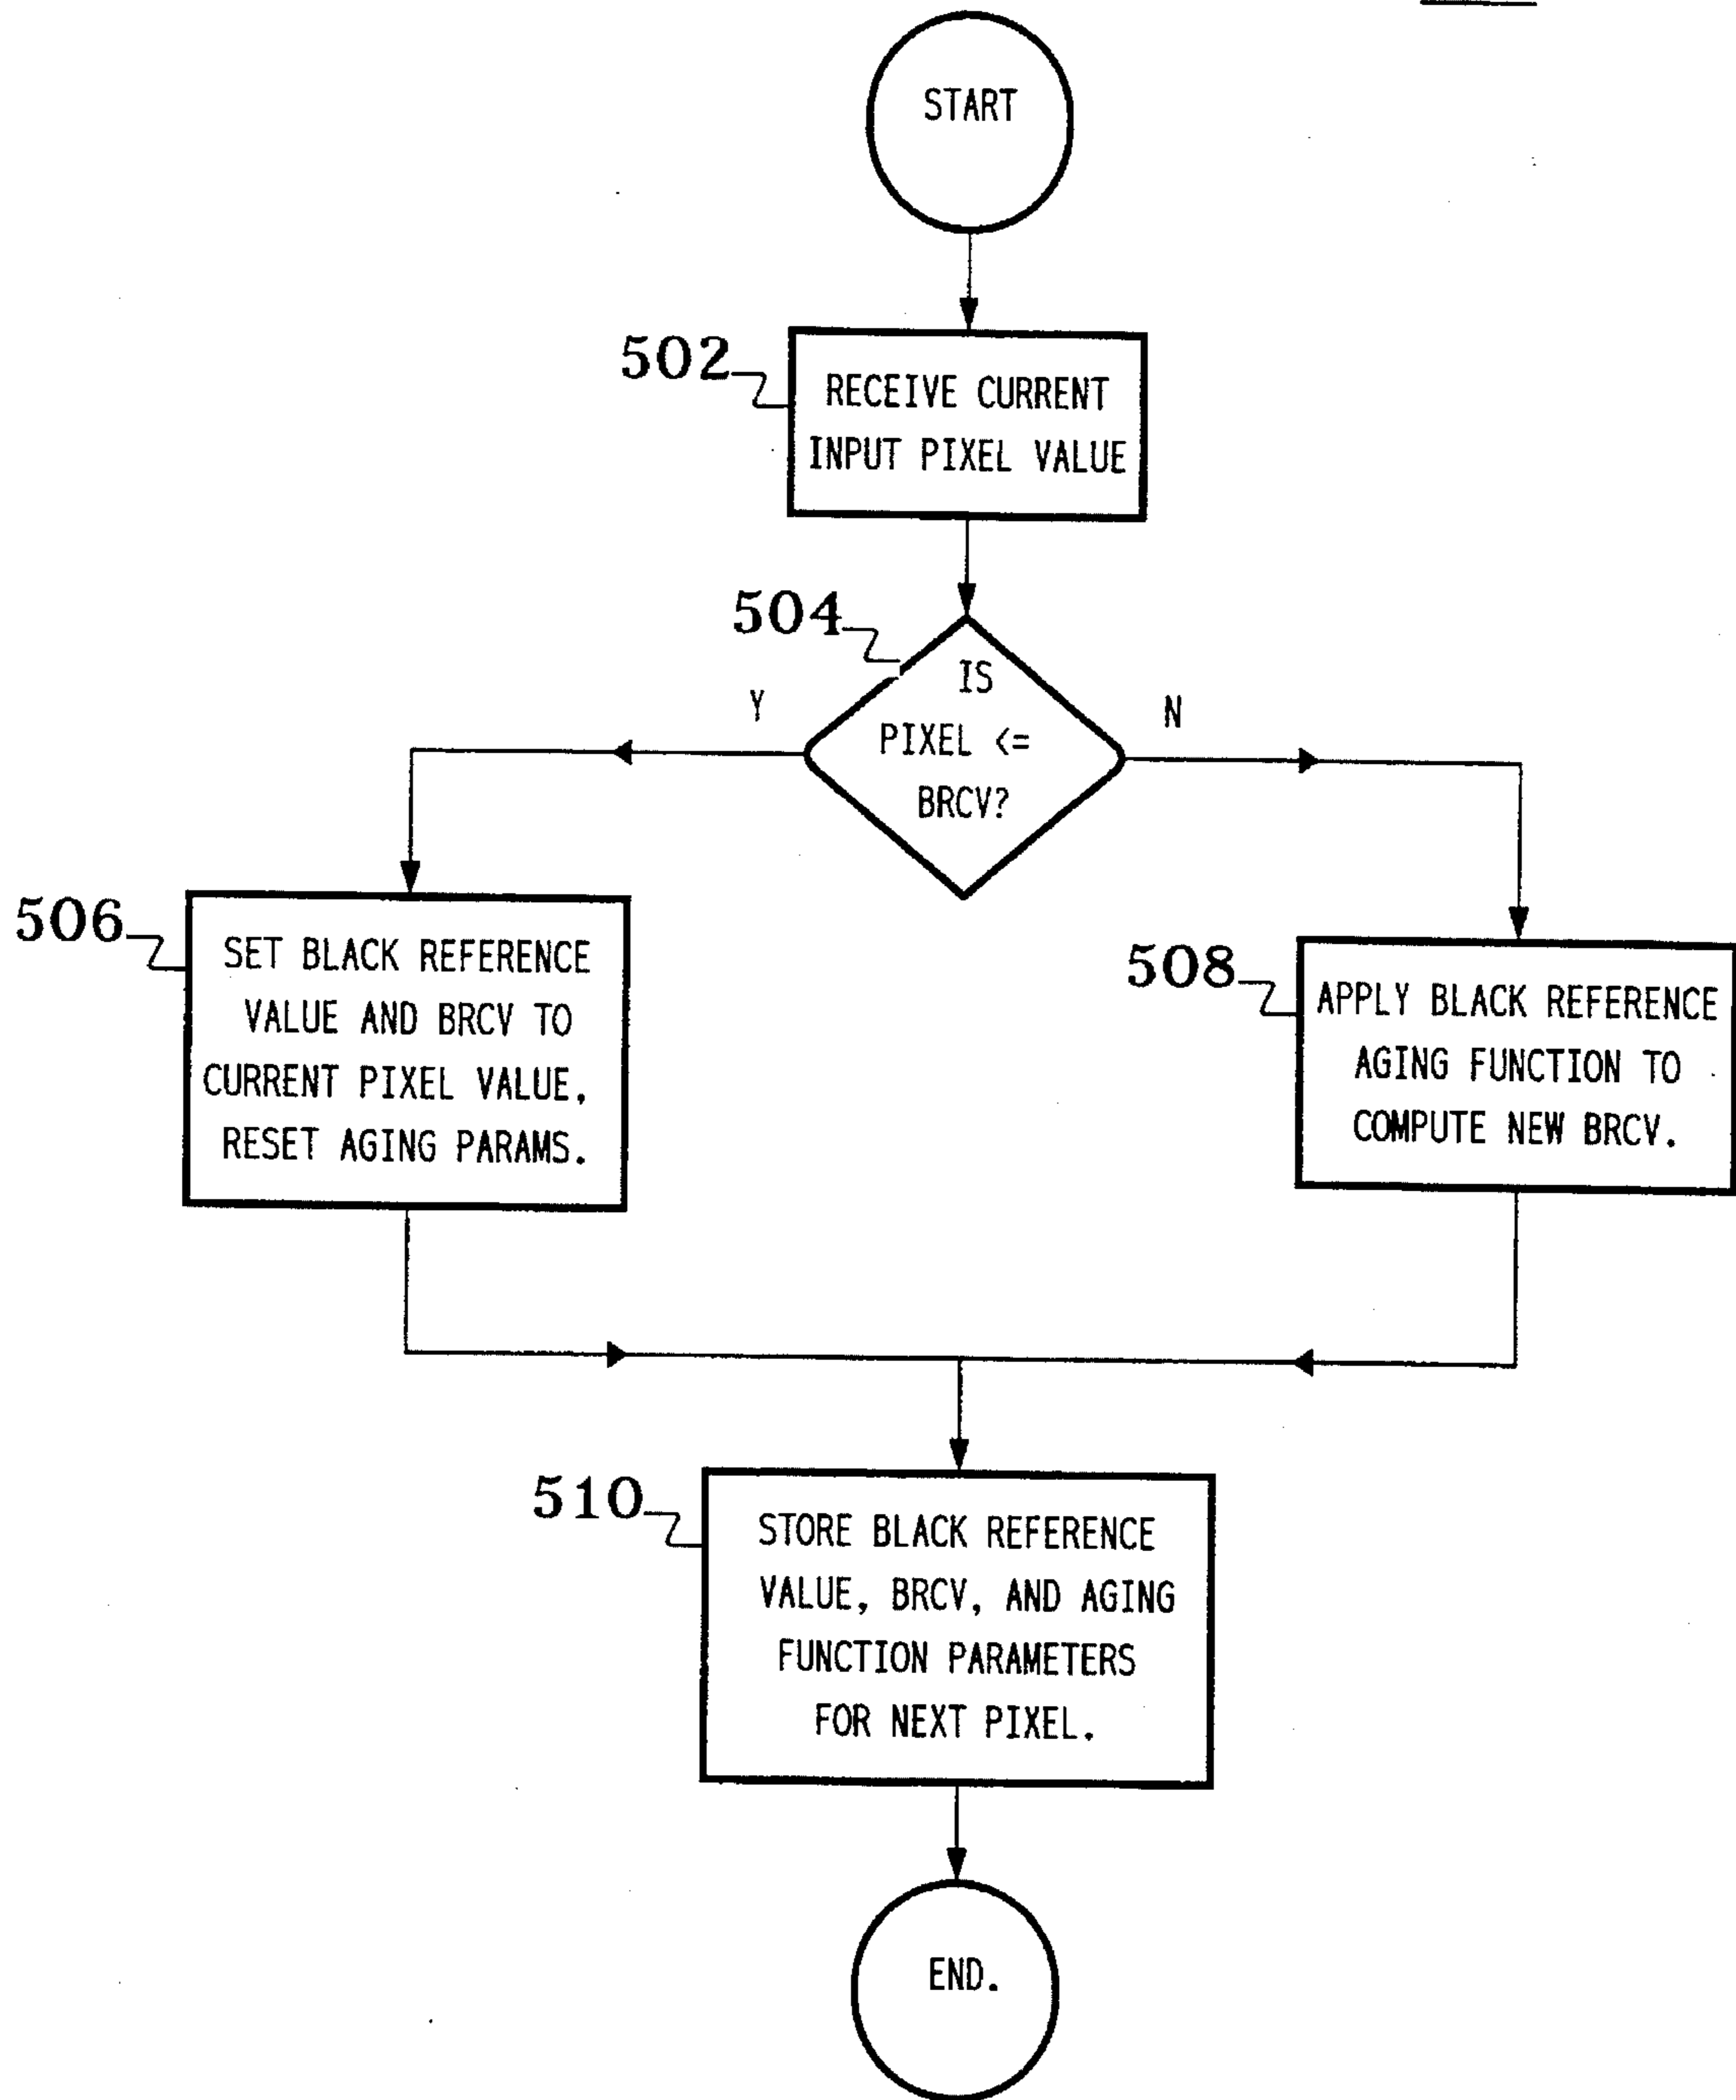 START
502
RECEIVE CURRENT
INPUT PIXEL VALUE
504
IS
PIXEL <=
BRCV?
Y
N
506
SET BLACK REFERENCE
VALUE AND BRCV TO
CURRENT PIXEL VALUE,
RESET AGING PARAMS.
508
APPLY BLACK REFERENCE
AGING FUNCTION TO
COMPUTE NEW BRCV.
510
STORE BLACK REFERENCE
VALUE, BRCV, AND AGING
FUNCTION PARAMETERS
FOR NEXT PIXEL.
END.